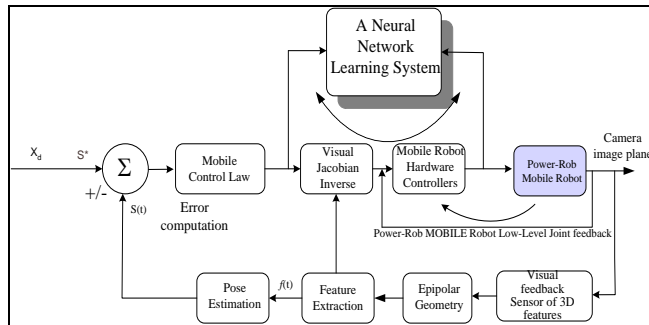 A Neural
Network
Learning System
X_d
S*
Σ
+/-
S(t)
Mobile
Control Law
Error
computation
Visual
Jacobian
Inverse
Mobile Robot
Hardware
Controllers
Power-Rob
Mobile Robot
Camera
image plane
Power-Rob MOBILE Robot Low-Level Joint feedback
Pose
Estimation
f(t)
Feature
Extraction
Epipolar
Geometry
Visual
feedback
Sensor of 3D
features